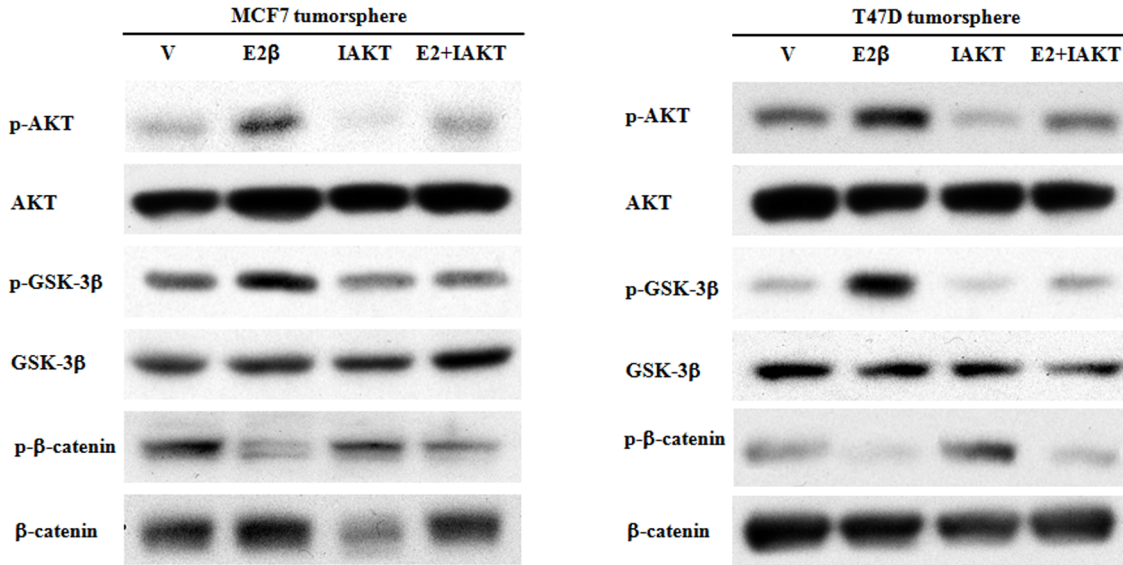 MCF7 tumorsphere
V E2β IAKT E2+IAKT
p-AKT
AKT
p-GSK-3β
GSK-3β
p-β-catenin
β-catenin
T47D tumorsphere
V E2β IAKT E2+IAKT
p-AKT
AKT
p-GSK-3β
GSK-3β
p-β-catenin
β-catenin